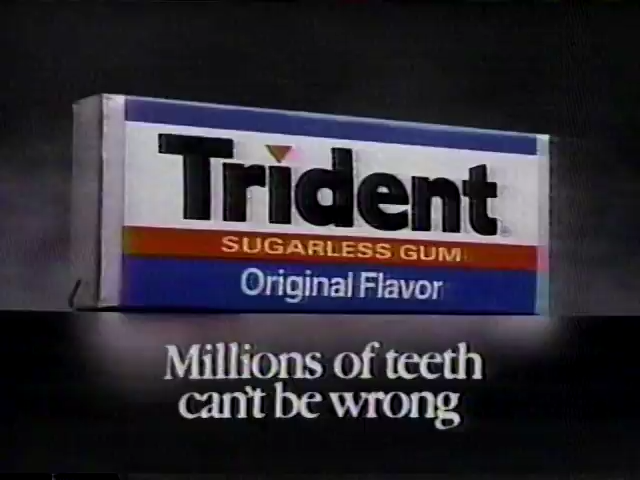 Trident
SUGARLESS GUM
Original Flavor
Millions of teeth
can't be wrong